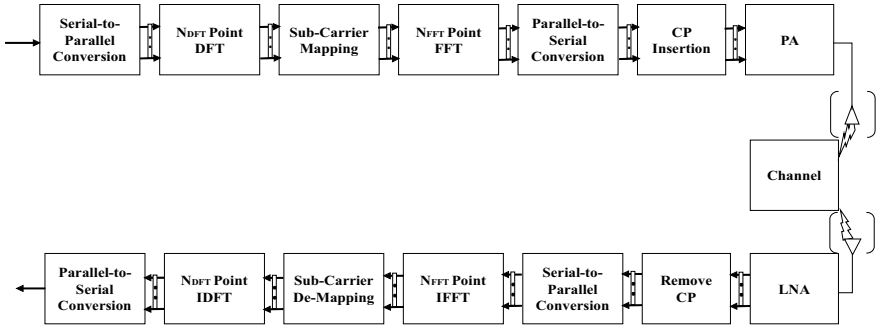 Serial-to-
Parallel
Conversion
NDFT Point
DFT
Sub-Carrier
Mapping
NFFT Point
FFT
Parallel-to-
Serial
Conversion
CP
Insertion
PA
Channel
Parallel-to-
Serial
Conversion
NDFT Point
IDFT
Sub-Carrier
De-Mapping
NFFT Point
IFFT
Serial-to-
Parallel
Conversion
Remove
CP
LNA